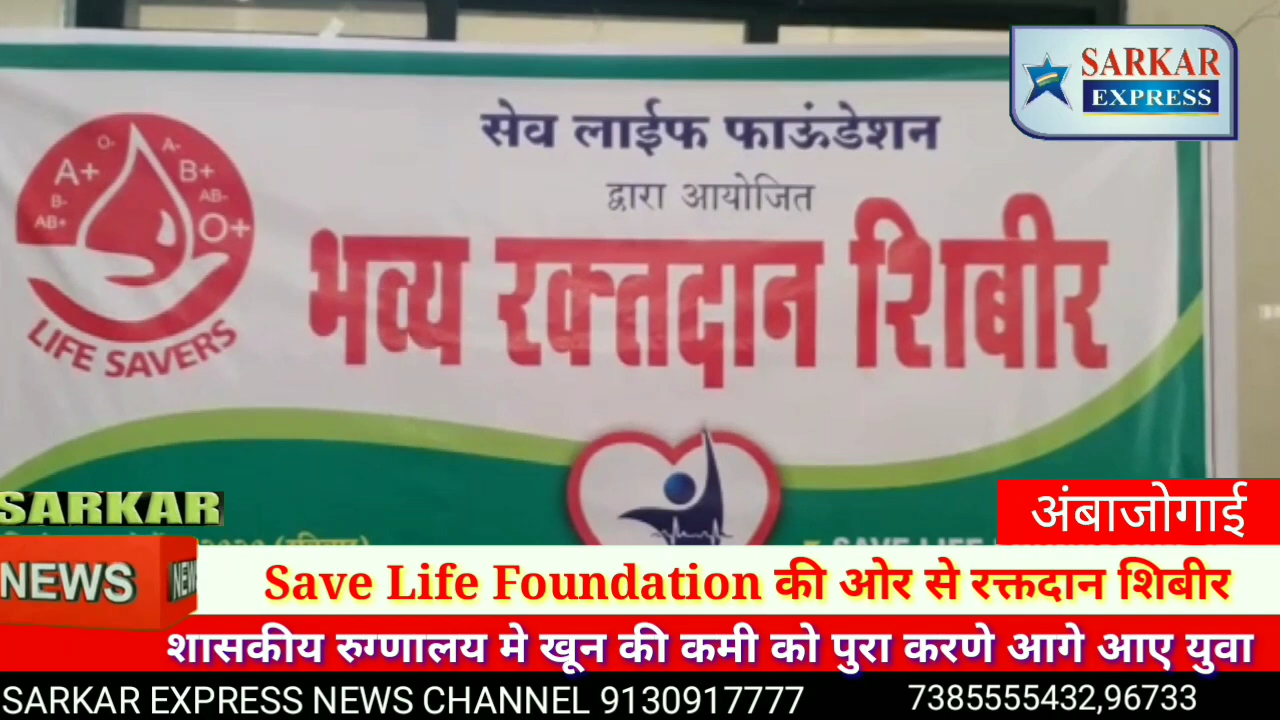 SARKAR
EXPRESS
सेव लाईफ फाऊंडेशन
द्वारा आयोजित
भव्य रक्तदान शिबीर
O- A-
A+ B+
B- AB-
AB+ O+
LIFE SAVERS
SARKAR
अंबाजोगाई
NEWS
Save Life Foundation की ओर से रक्तदान शिबीर
शासकीय रुग्णालय मे खून की कमी को पुरा करणे आगे आए युवा
SARKAR EXPRESS NEWS CHANNEL 9130917777 7385555432,96733